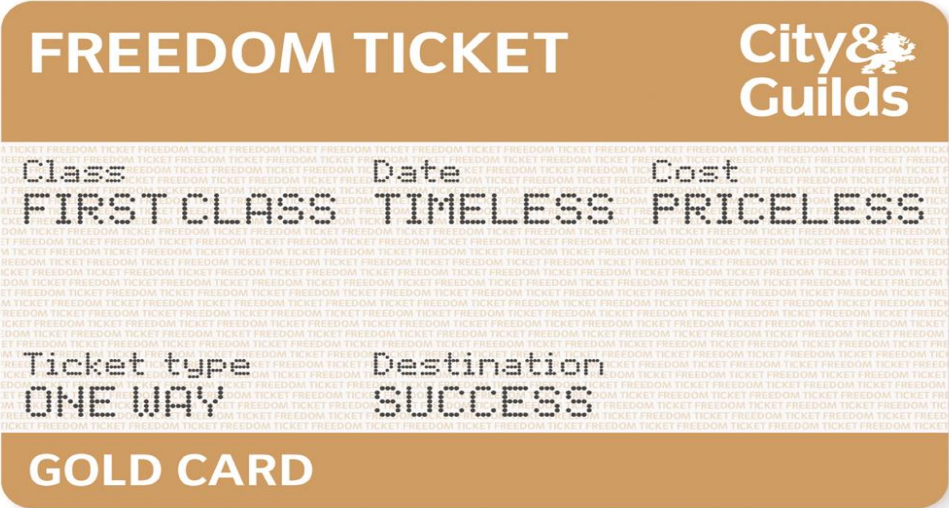 FREEDOM TICKET
City&
Guilds
Class Date Cost
FIRST CLASS TIMELESS PRICELESS
Ticket type Destination
ONE WAY SUCCESS
GOLD CARD